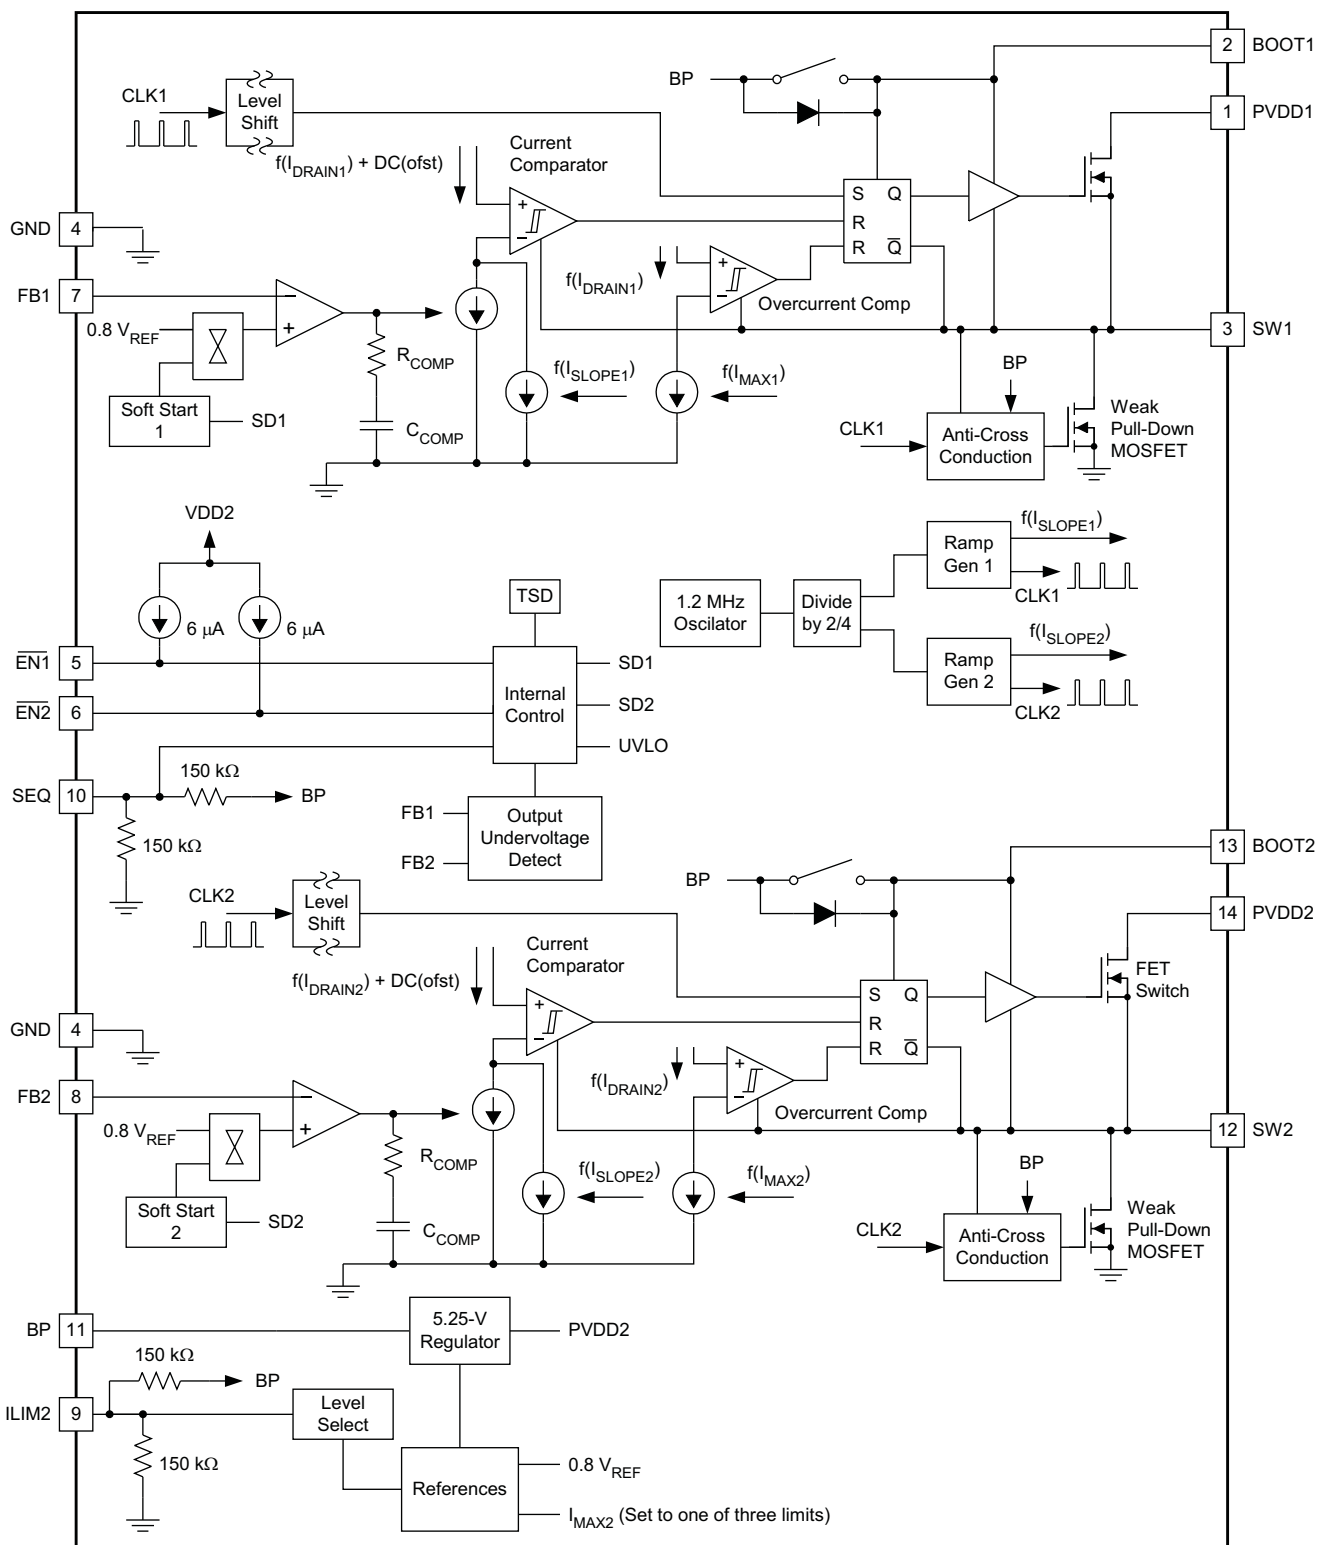 2 BOOT1
BP
CLK1
Level
Shift
1 PVDD1
f(I_DRAIN1) + DC(ofst)
Current
Comparator
+
−
S Q
R
R Q̅
GND 4
f(I_DRAIN1)
+
−
Overcurrent Comp
FB1 7
−
+
0.8 V_REF
3 SW1
R_COMP
f(I_SLOPE1)
f(I_MAX1)
BP
Soft Start
1
SD1
C_COMP
CLK1
Anti-Cross
Conduction
Weak
Pull-Down
MOSFET
VDD2
f(I_SLOPE1)
Ramp
Gen 1
CLK1
TSD
1.2 MHz
Oscilator
Divide
by 2/4
6 µA
6 µA
f(I_SLOPE2)
E̅N̅1̅ 5
SD1
Ramp
Gen 2
CLK2
Internal
Control
SD2
E̅N̅2̅ 6
UVLO
150 kΩ
SEQ 10
BP
150 kΩ
FB1
FB2
Output
Undervoltage
Detect
13 BOOT2
BP
CLK2
Level
Shift
14 PVDD2
f(I_DRAIN2) + DC(ofst)
Current
Comparator
FET
Switch
+
−
S Q
R
R Q̅
GND 4
f(I_DRAIN2)
+
−
Overcurrent Comp
FB2 8
−
+
0.8 V_REF
12 SW2
R_COMP
f(I_SLOPE2)
f(I_MAX2)
BP
Soft Start
2
SD2
C_COMP
CLK2
Anti-Cross
Conduction
Weak
Pull-Down
MOSFET
BP 11
5.25-V
Regulator
PVDD2
150 kΩ
BP
ILIM2 9
Level
Select
150 kΩ
References
0.8 V_REF
I_MAX2 (Set to one of three limits)